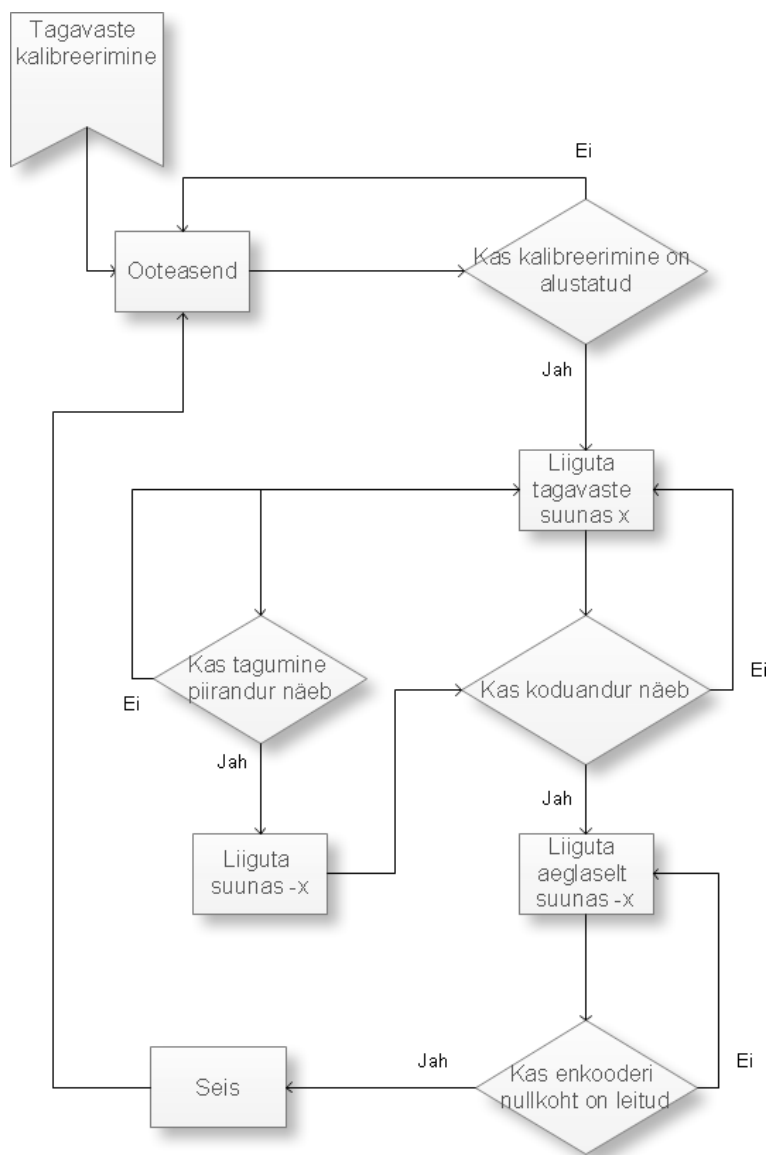 Tagavaste
kalibreerimine
Ei
Ooteasend
Kas kalibreerimine on
alustatud
Jah
Liiguta
tagavaste
suunas x
Kas tagumine
piirandur näeb
Ei
Kas koduandur näeb
Ei
Jah
Jah
Liiguta
suunas -x
Liiguta
aeglaselt
suunas -x
Seis
Jah
Kas enkooderi
nullkoht on leitud
Ei